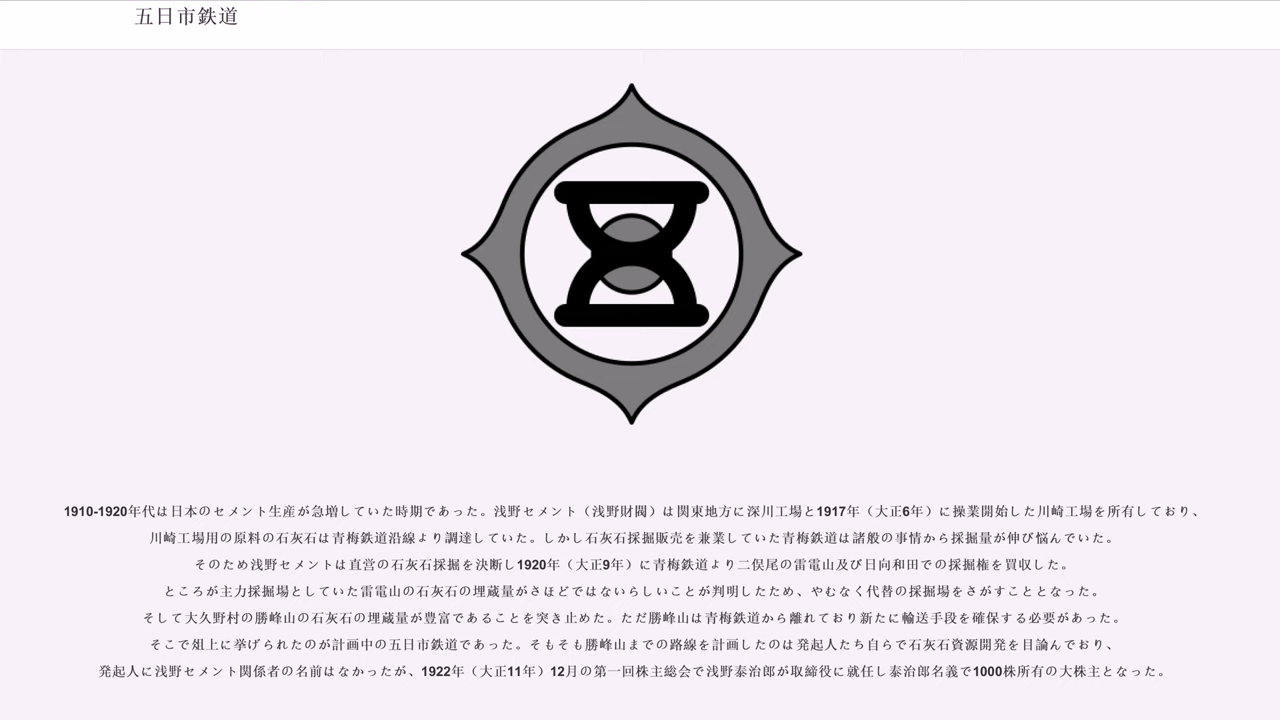 五日市鉄道
1910-1920年代は日本のセメント生産が急増していた時期であった。浅野セメント（浅野財閥）は関東地方に深川工場と1917年（大正6年）に操業開始した川崎工場を所有しており、
川崎工場用の原料の石灰石は青梅鉄道沿線より調達していた。しかし石灰石採掘販売を兼業していた青梅鉄道は諸般の事情から採掘量が伸び悩んでいた。
そのため浅野セメントは直営の石灰石採掘を決断し1920年（大正9年）に青梅鉄道より二俣尾の雷電山及び日向和田での採掘権を買収した。
ところが主力採掘場としていた雷電山の石灰石の埋蔵量がさほどではないらしいことが判明したため、やむなく代替の採掘場をさがすこととなった。
そして大久野村の勝峰山の石灰石の埋蔵量が豊富であることを突き止めた。ただ勝峰山は青梅鉄道から離れており新たに輸送手段を確保する必要があった。
そこで俎上に挙げられたのが計画中の五日市鉄道であった。そもそも勝峰山までの路線を計画したのは発起人たち自らで石灰石資源開発を目論んでおり、
発起人に浅野セメント関係者の名前はなかったが、1922年（大正11年）12月の第一回株主総会で浅野泰治郎が取締役に就任し泰治郎名義で1000株所有の大株主となった。